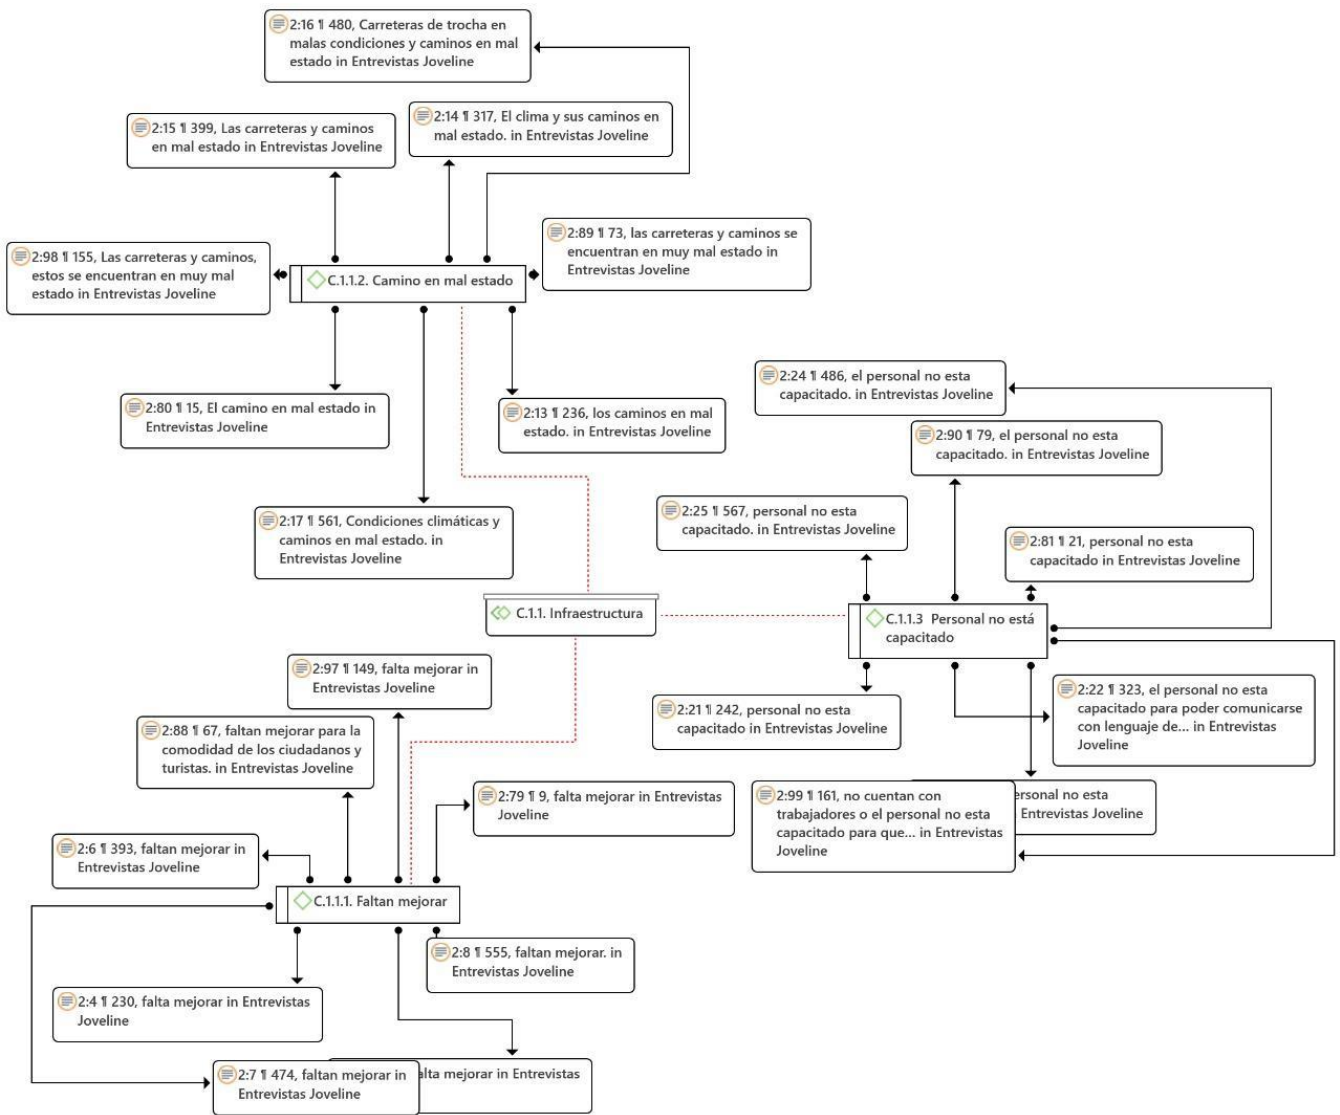 2:16 ¶ 480, Carreteras de trocha en
malas condiciones y caminos en mal
estado in Entrevistas Joveline
2:15 ¶ 399, Las carreteras y caminos
en mal estado in Entrevistas Joveline
2:14 ¶ 317, El clima y sus caminos en
mal estado. in Entrevistas Joveline
2:98 ¶ 155, Las carreteras y caminos,
estos se encuentran en muy mal
estado in Entrevistas Joveline
2:89 ¶ 73, las carreteras y caminos se
encuentran en muy mal estado in
Entrevistas Joveline
C.1.1.2. Camino en mal estado
2:80 ¶ 15, El camino en mal estado in
Entrevistas Joveline
2:13 ¶ 236, los caminos en mal
estado. in Entrevistas Joveline
2:17 ¶ 561, Condiciones climáticas y
caminos en mal estado. in
Entrevistas Joveline
2:24 ¶ 486, el personal no esta
capacitado. in Entrevistas Joveline
2:90 ¶ 79, el personal no esta
capacitado. in Entrevistas Joveline
2:25 ¶ 567, personal no esta
capacitado. in Entrevistas Joveline
2:81 ¶ 21, personal no esta
capacitado in Entrevistas Joveline
C.1.1. Infraestructura
C.1.1.3 Personal no está
capacitado
2:21 ¶ 242, personal no esta
capacitado in Entrevistas Joveline
2:22 ¶ 323, el personal no esta
capacitado para poder comunicarse
con lenguaje de... in Entrevistas
Joveline
2:99 ¶ 161, no cuentan con
trabajadores o el personal no esta
capacitado para que... in Entrevistas
Joveline
personal no esta
Entrevistas Joveline
2:97 ¶ 149, falta mejorar in
Entrevistas Joveline
2:88 ¶ 67, faltan mejorar para la
comodidad de los ciudadanos y
turistas. in Entrevistas Joveline
2:79 ¶ 9, falta mejorar in Entrevistas
Joveline
2:6 ¶ 393, faltan mejorar in
Entrevistas Joveline
C.1.1.1. Faltan mejorar
2:8 ¶ 555, faltan mejorar. in
Entrevistas Joveline
2:4 ¶ 230, falta mejorar in Entrevistas
Joveline
2:7 ¶ 474, faltan mejorar in
Entrevistas Joveline
mejorar in Entrevistas